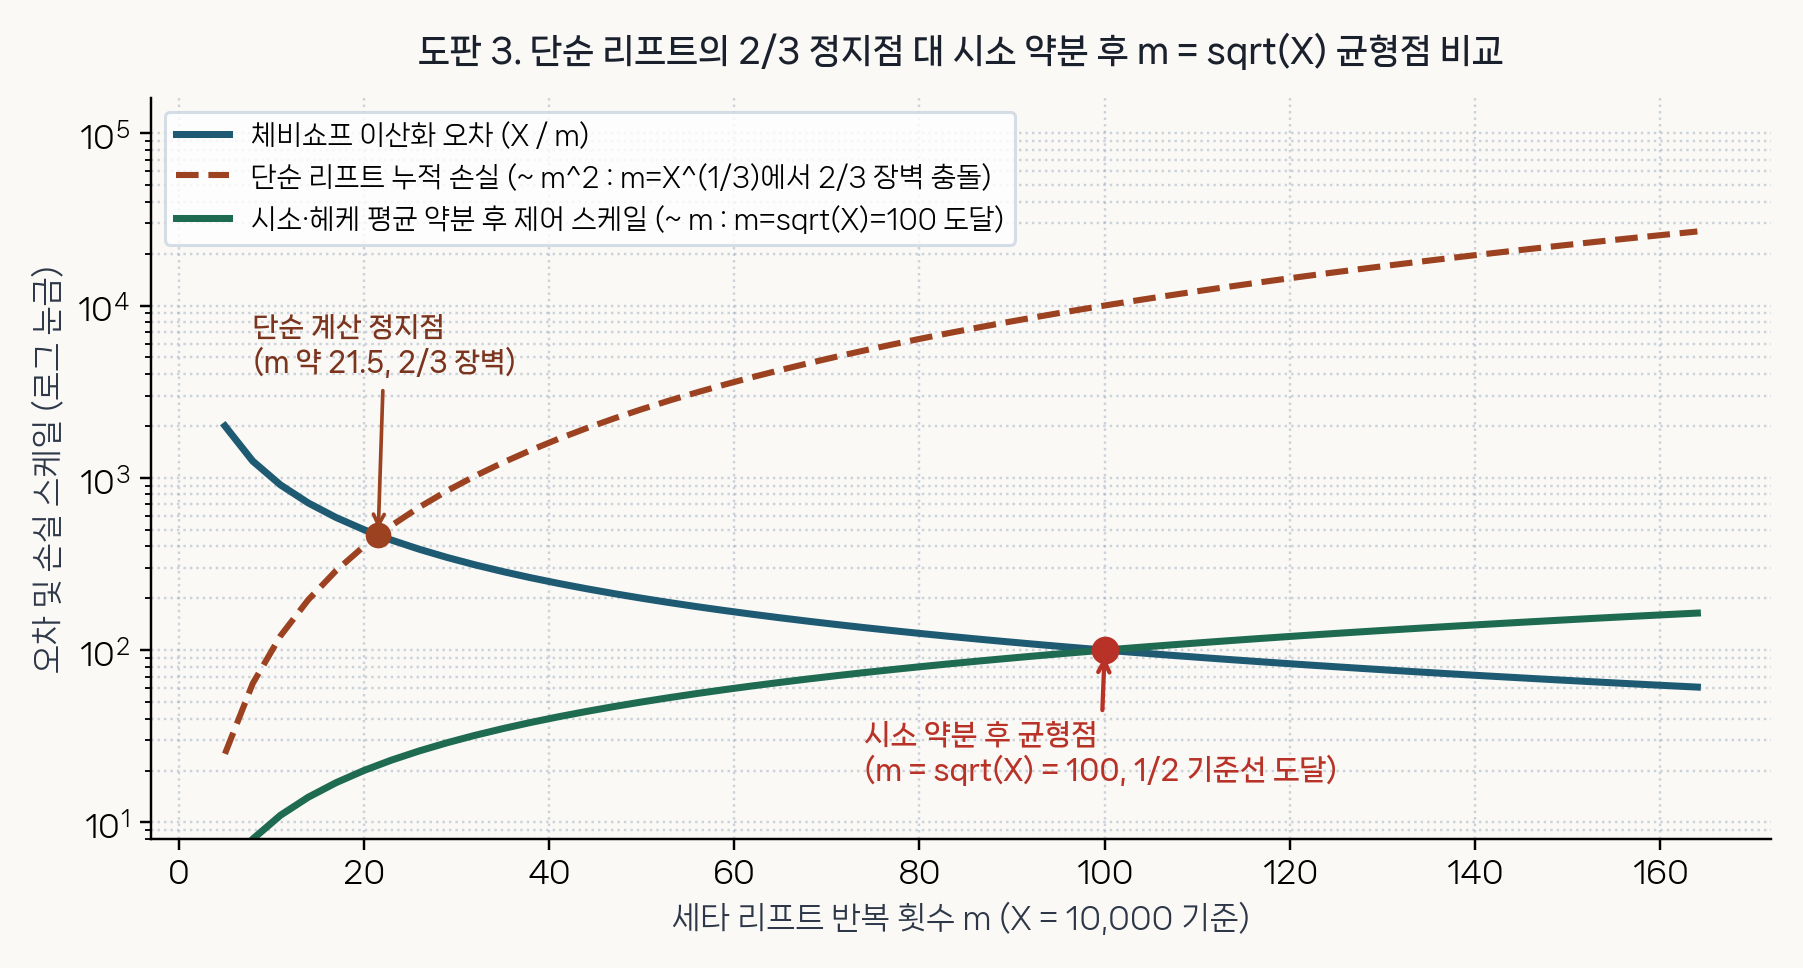 도판 3. 단순 리프트의 2/3 정지점 대 시소 약분 후 m = sqrt(X) 균형점 비교
체비쇼프 이산화 오차 (X / m)
단순 리프트 누적 손실 (~ m^2 : m=X^(1/3)에서 2/3 장벽 충돌)
시소·헤케 평균 약분 후 제어 스케일 (~ m : m=sqrt(X)=100 도달)
오차 및 손실 스케일 (로그 눈금)
10^5
10^4
10^3
10^2
10^1
단순 계산 정지점
(m 약 21.5, 2/3 장벽)
시소 약분 후 균형점
(m = sqrt(X) = 100, 1/2 기준선 도달)
0 20 40 60 80 100 120 140 160
세타 리프트 반복 횟수 m (X = 10,000 기준)